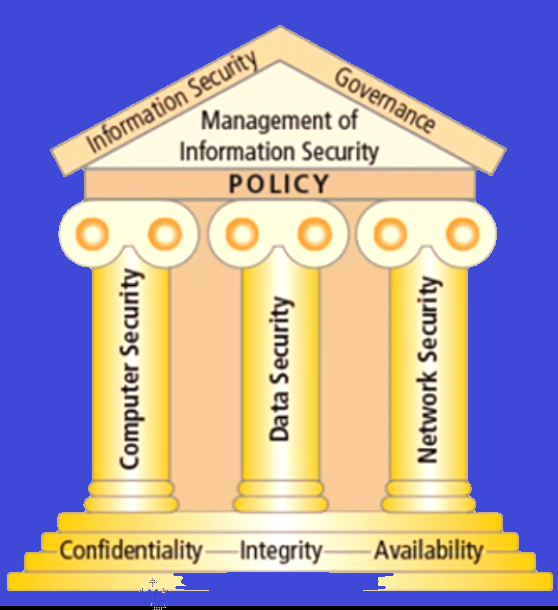 Information Security
Governance
Management of
Information Security
POLICY
Computer Security
Data Security
Network Security
Confidentiality
Integrity
Availability